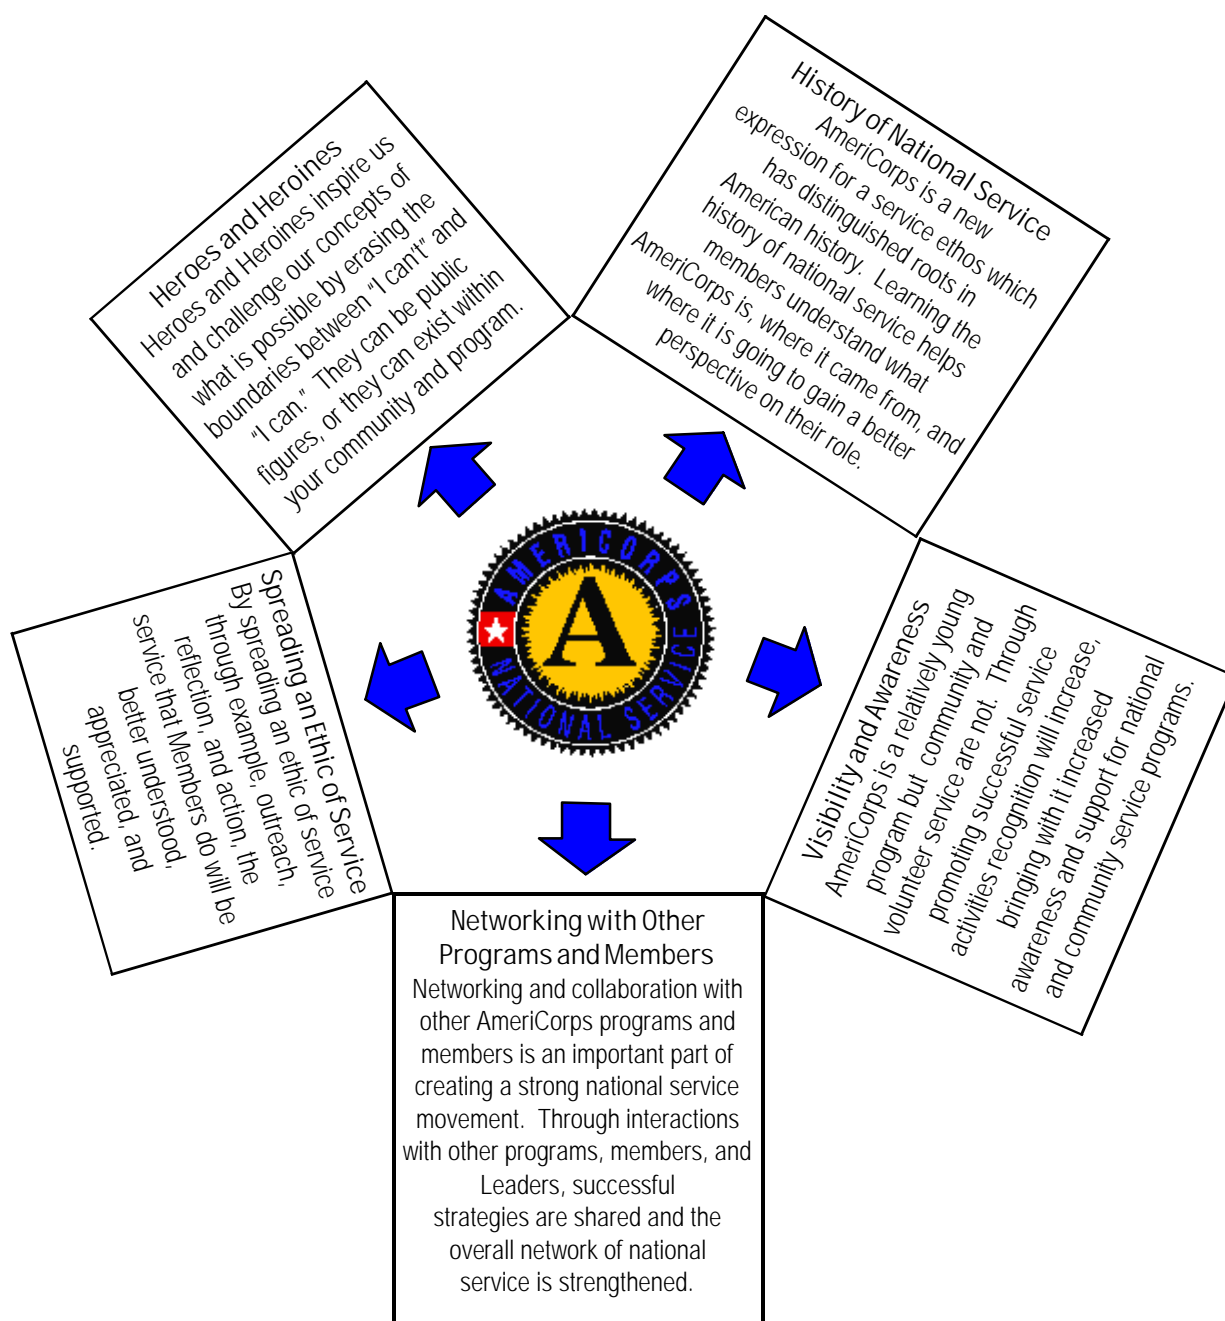 Heroes and Heroines
Heroes and Heroines inspire us
and challenge our concepts of
what is possible by erasing the
boundaries between "I can't" and
"I can." They can be public
figures, or they can exist within
your community and program.
History of National Service
AmeriCorps is a new
expression for a service ethos which
has distinguished roots in
American history. Learning the
history of national service helps
members understand what
AmeriCorps is, where it came from, and
where it is going to gain a better
perspective on their role.
AMERICORPS
A
NATIONAL SERVICE
Spreading an Ethic of Service
By spreading an ethic of service
through example, outreach,
reflection, and action, the
service that Members do will be
better understood,
appreciated, and
supported.
Visibility and Awareness
AmeriCorps is a relatively young
program but community and
volunteer service are not. Through
promoting successful service
activities recognition will increase,
bringing with it increased
awareness and support for national
and community service programs.
Networking with Other
Programs and Members
Networking and collaboration with
other AmeriCorps programs and
members is an important part of
creating a strong national service
movement. Through interactions
with other programs, members, and
Leaders, successful
strategies are shared and the
overall network of national
service is strengthened.